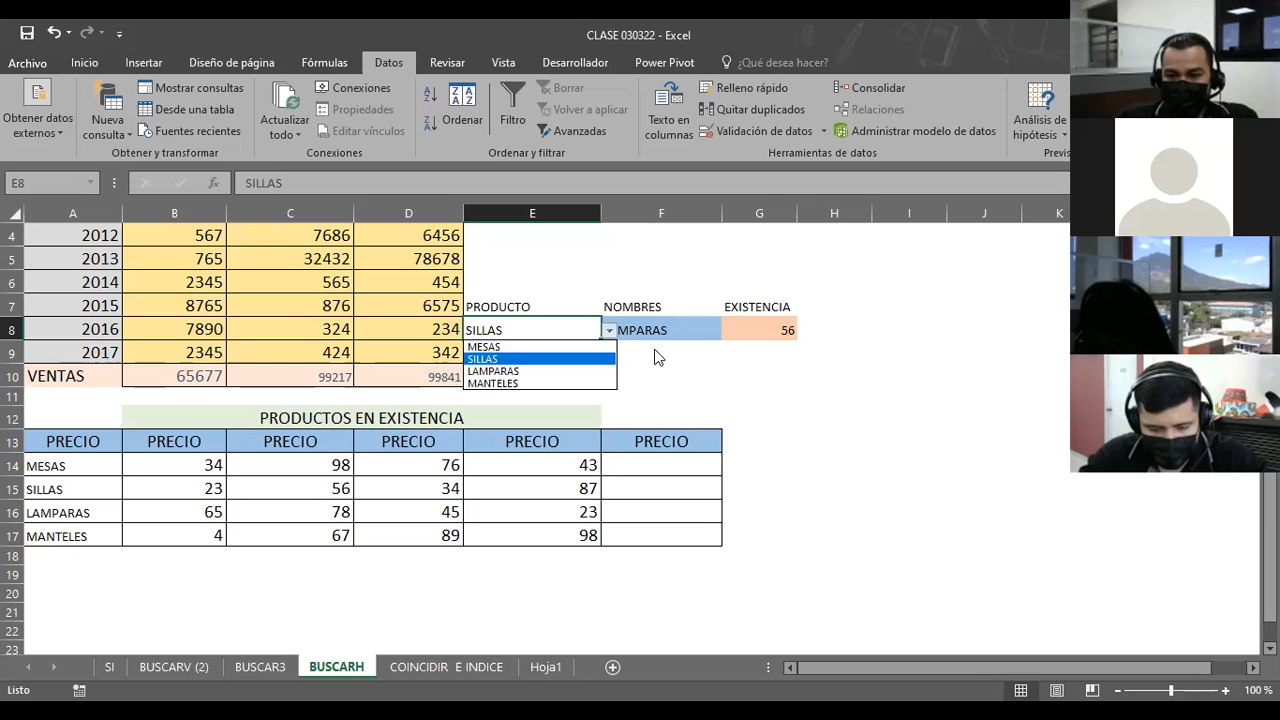 CLASE 030322 - Excel
Archivo Inicio Insertar Diseño de página Fórmulas Datos Revisar Vista Desarrollador Power Pivot ¿Qué desea hacer?
Obtener datos externos
Nueva consulta
Mostrar consultas
Desde una tabla
Fuentes recientes
Obtener y transformar
Actualizar todo
Conexiones
Propiedades
Editar vínculos
Conexiones
Ordenar
Filtro
Borrar
Volver a aplicar
Avanzadas
Ordenar y filtrar
Texto en columnas
Relleno rápido
Quitar duplicados
Validación de datos
Consolidar
Relaciones
Administrar modelo de datos
Herramientas de datos
Análisis de hipótesis
E8 fx SILLAS
A B C D E F G H I J K
4 2012 567 7686 6456
5 2013 765 32432 78678
6 2014 2345 565 454
7 2015 8765 876 6575 PRODUCTO NOMBRES EXISTENCIA
8 2016 7890 324 234 SILLAS MPARAS 56
9 2017 2345 424 342
MESAS
SILLAS
LAMPARAS
MANTELES
10 VENTAS 65677 99217 99841
11
12 PRODUCTOS EN EXISTENCIA
13 PRECIO PRECIO PRECIO PRECIO PRECIO PRECIO
14 MESAS 34 98 76 43
15 SILLAS 23 56 34 87
16 LAMPARAS 65 78 45 23
17 MANTELES 4 67 89 98
18
19
20
21
22
23
SI BUSCARV (2) BUSCAR3 BUSCARH COINCIDIR E INDICE Hoja1
Listo 100 %